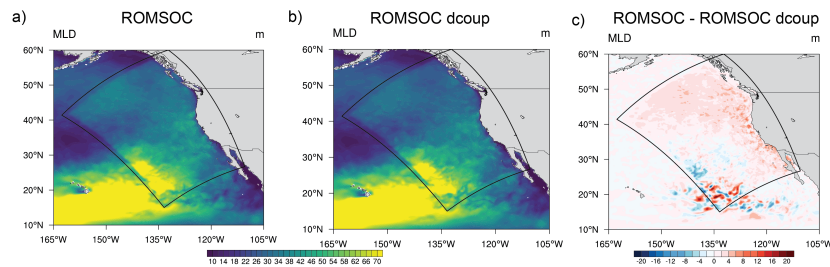 a) ROMSOC
MLD m
60°N
50°N
40°N
30°N
20°N
10°N
165°W 150°W 135°W 120°W 105°W
b) ROMSOC dcoup
MLD m
60°N
50°N
40°N
30°N
20°N
10°N
165°W 150°W 135°W 120°W 105°W
10 14 18 22 26 30 34 38 42 46 50 54 58 62 66 70
c) ROMSOC - ROMSOC dcoup
MLD m
60°N
50°N
40°N
30°N
20°N
10°N
165°W 150°W 135°W 120°W 105°W
-20 -16 -12 -8 -4 0 4 8 12 16 20